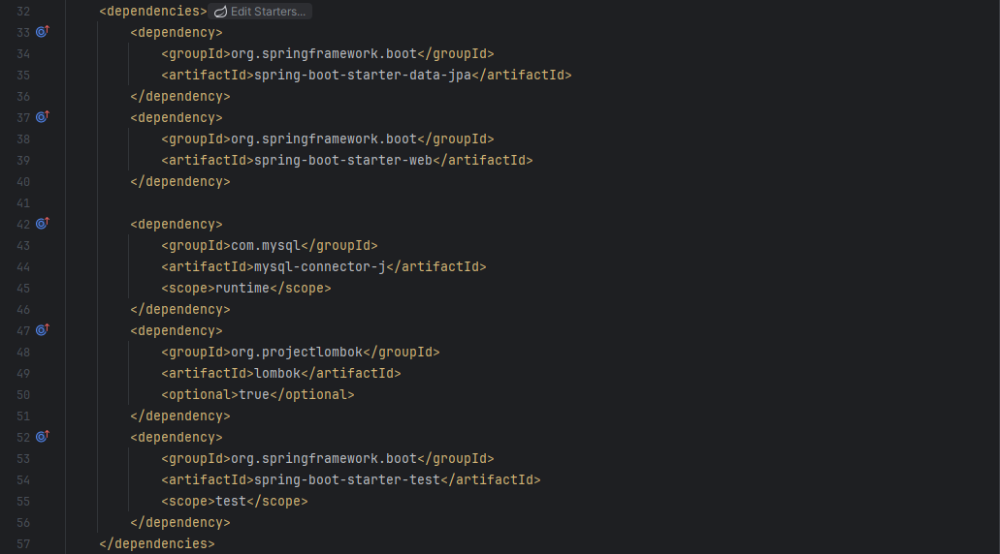 32 <dependencies> Edit Starters...
33 <dependency>
34 <groupId>org.springframework.boot</groupId>
35 <artifactId>spring-boot-starter-data-jpa</artifactId>
36 </dependency>
37 <dependency>
38 <groupId>org.springframework.boot</groupId>
39 <artifactId>spring-boot-starter-web</artifactId>
40 </dependency>
41
42 <dependency>
43 <groupId>com.mysql</groupId>
44 <artifactId>mysql-connector-j</artifactId>
45 <scope>runtime</scope>
46 </dependency>
47 <dependency>
48 <groupId>org.projectlombok</groupId>
49 <artifactId>lombok</artifactId>
50 <optional>true</optional>
51 </dependency>
52 <dependency>
53 <groupId>org.springframework.boot</groupId>
54 <artifactId>spring-boot-starter-test</artifactId>
55 <scope>test</scope>
56 </dependency>
57 </dependencies>